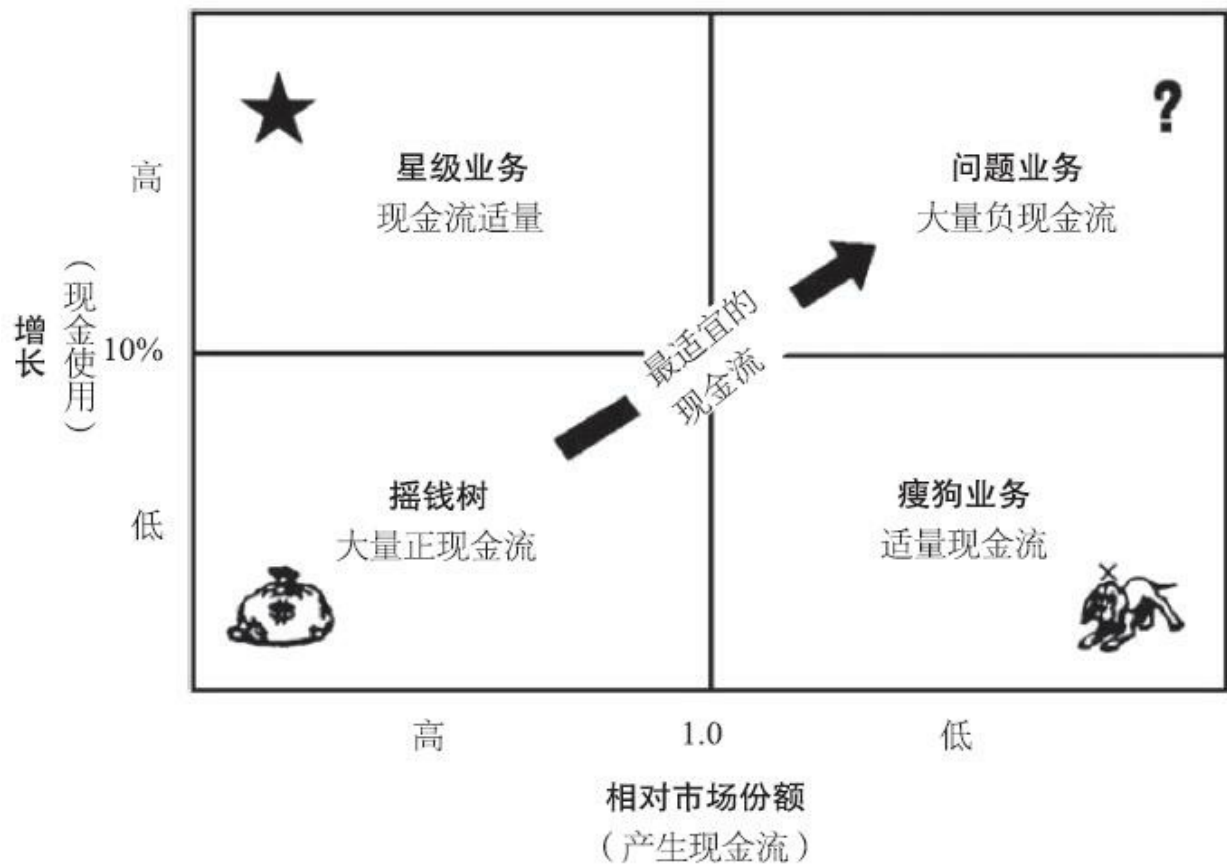 ?
高
星级业务
现金流适量
问题业务
大量负现金流
增长
（现金使用）
10%
最适宜的
现金流
低
摇钱树
大量正现金流
瘦狗业务
适量现金流
高
1.0
低
相对市场份额
（产生现金流）